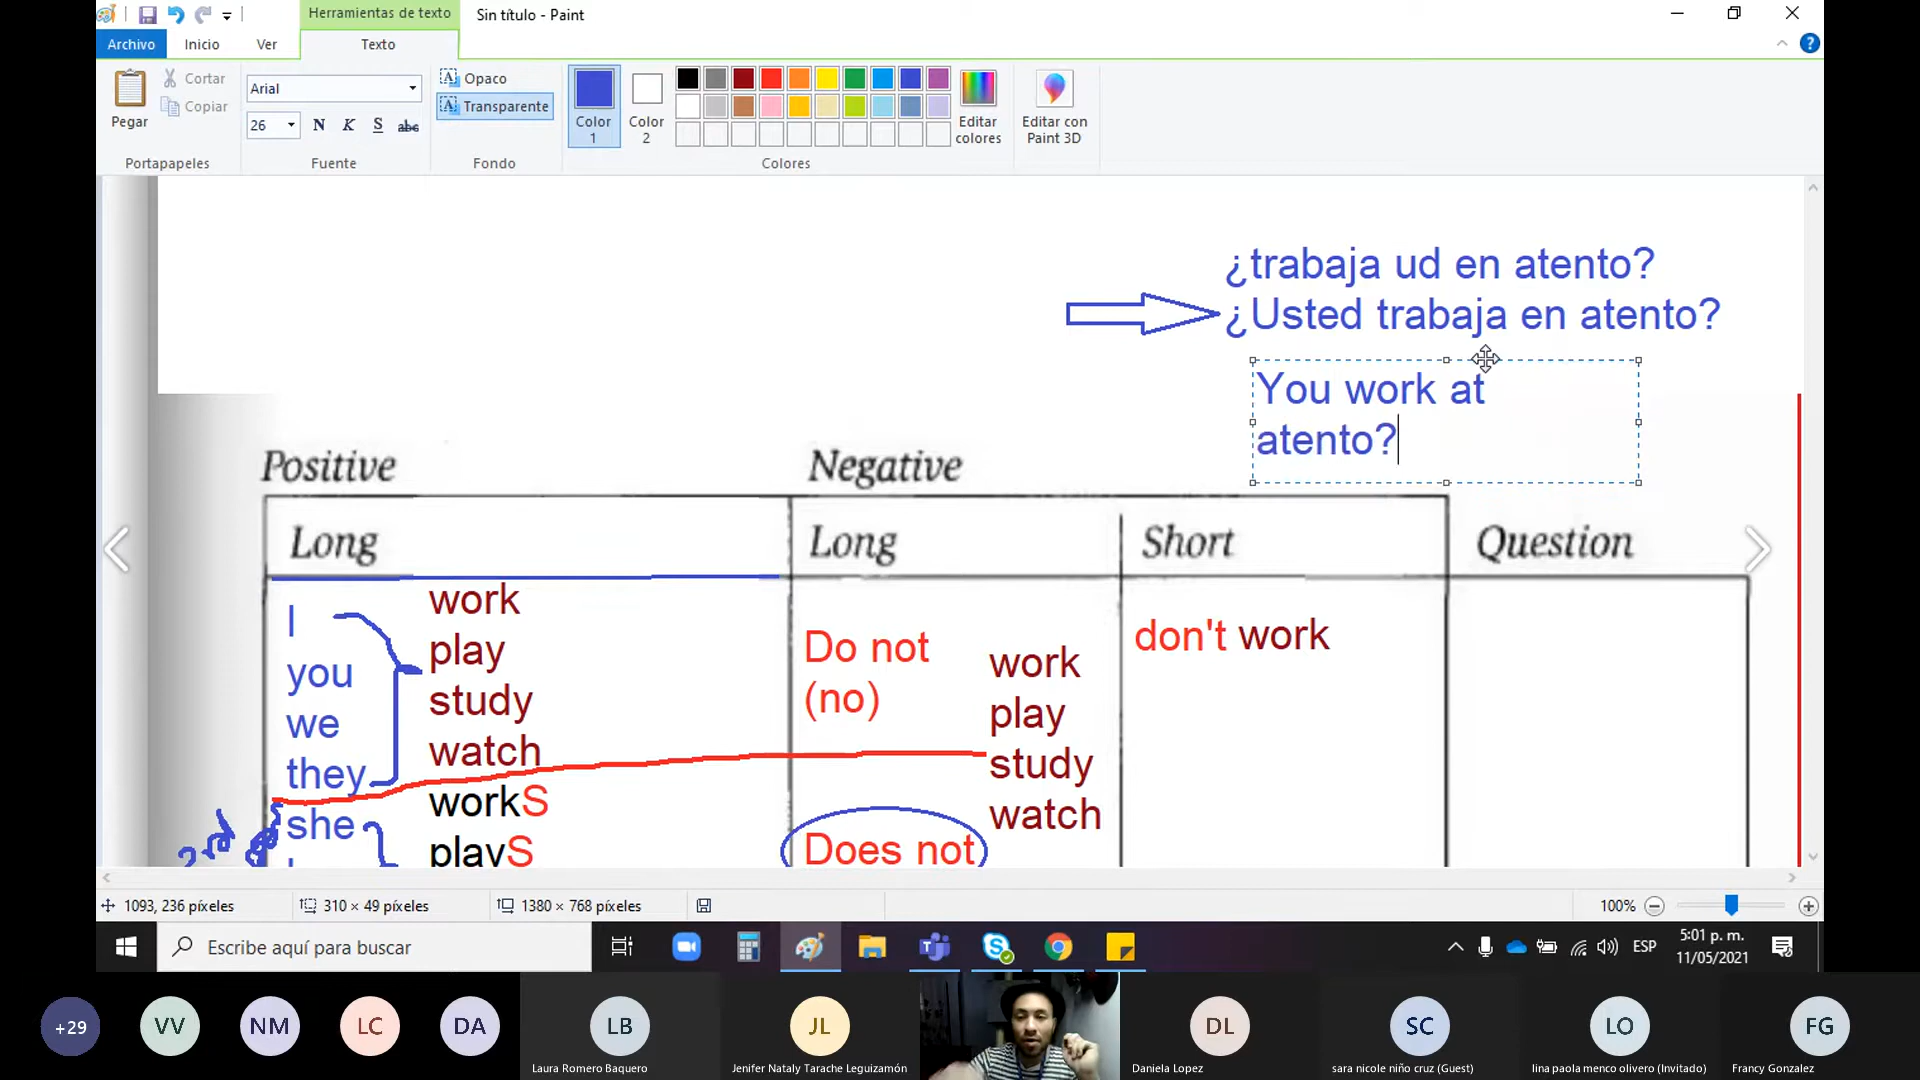 Herramientas de texto
Sin título - Paint
Archivo
Inicio
Ver
Texto
Pegar
Cortar
Copiar
Portapapeles
Arial
26
N K S abc
Fuente
Opaco
Transparente
Fondo
Color 1
Color 2
Editar colores
Colores
Editar con Paint 3D
¿trabaja ud en atento?
¿Usted trabaja en atento?
You work at
atento?
Positive
Negative
Long
Long
Short
Question
I
you
we
they
she
work
play
study
watch
workS
playS
Do not
(no)
Does not
work
play
study
watch
don't work
1093, 236 píxeles
310 × 49 píxeles
1380 × 768 píxeles
100%
Escribe aquí para buscar
ESP
5:01 p. m.
11/05/2021
+29
VV
NM
LC
DA
LB
Laura Romero Baquero
JL
Jenifer Nataly Tarache Leguizamón
DL
Daniela Lopez
SC
sara nicole niño cruz (Guest)
LO
lina paola menco olivero (Invitado)
FG
Francy Gonzalez